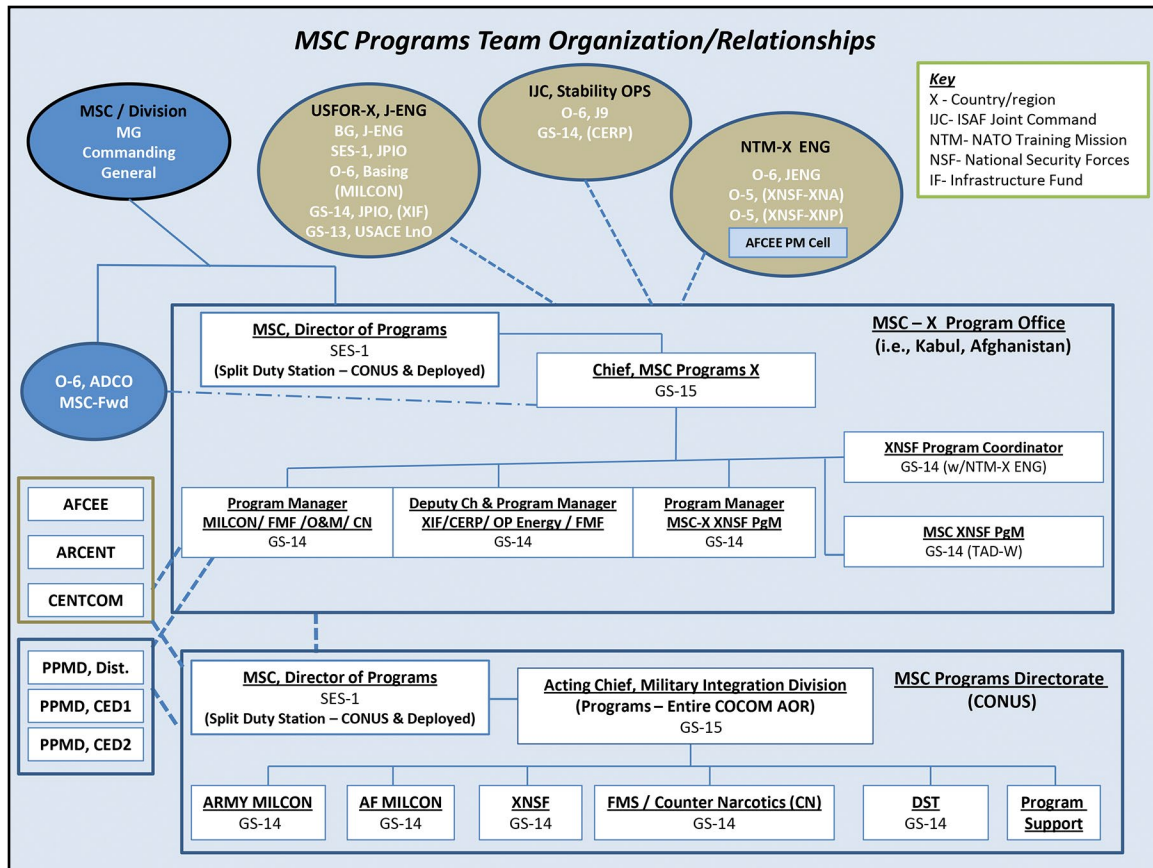 MSC Programs Team Organization/Relationships
MSC / Division
MG
Commanding
General
USFOR-X, J-ENG
BG, J-ENG
SES-1, JPIO
O-6, Basing
(MILCON)
GS-14, JPIO, (XIF)
GS-13, USACE LnO
IJC, Stability OPS
O-6, J9
GS-14, (CERP)
NTM-X ENG
O-6, JENG
O-5, (XNSF-XNA)
O-5, (XNSF-XNP)
AFCEE PM Cell
Key
X - Country/region
IJC- ISAF Joint Command
NTM- NATO Training Mission
NSF- National Security Forces
IF- Infrastructure Fund
O-6, ADCO
MSC-Fwd
MSC, Director of Programs
SES-1
(Split Duty Station – CONUS & Deployed)
MSC – X Program Office
(i.e., Kabul, Afghanistan)
Chief, MSC Programs X
GS-15
XNSF Program Coordinator
GS-14 (w/NTM-X ENG)
Program Manager
MILCON/ FMF /O&M/ CN
GS-14
Deputy Ch & Program Manager
XIF/CERP/ OP Energy / FMF
GS-14
Program Manager
MSC-X XNSF PgM
GS-14
MSC XNSF PgM
GS-14 (TAD-W)
AFCEE
ARCENT
CENTCOM
PPMD, Dist.
PPMD, CED1
PPMD, CED2
MSC, Director of Programs
SES-1
(Split Duty Station – CONUS & Deployed)
Acting Chief, Military Integration Division
(Programs – Entire COCOM AOR)
GS-15
MSC Programs Directorate
(CONUS)
ARMY MILCON
GS-14
AF MILCON
GS-14
XNSF
GS-14
FMS / Counter Narcotics (CN)
GS-14
DST
GS-14
Program
Support